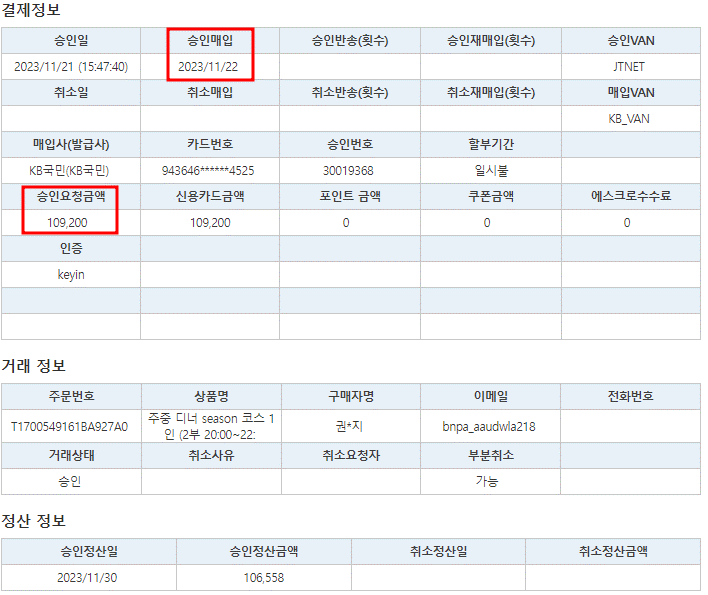 결제정보
승인일 승인매입 승인반송(횟수) 승인재매입(횟수) 승인VAN
2023/11/21 (15:47:40) 2023/11/22 JTNET
취소일 취소매입 취소반송(횟수) 취소재매입(횟수) 매입VAN
KB_VAN
매입사(발급사) 카드번호 승인번호 할부기간
KB국민(KB국민) 943646******4525 30019368 일시불
승인요청금액 신용카드금액 포인트 금액 쿠폰금액 에스크로수수료
109,200 109,200 0 0 0
인증
keyin
거래 정보
주문번호 상품명 구매자명 이메일 전화번호
T1700549161BA927A0 주중 디너 season 코스 1 권*지 bnpa_aaudwla218
인 (2부 20:00~22:
거래상태 취소사유 취소요청자 부분취소
승인 가능
정산 정보
승인정산일 승인정산금액 취소정산일 취소정산금액
2023/11/30 106,558